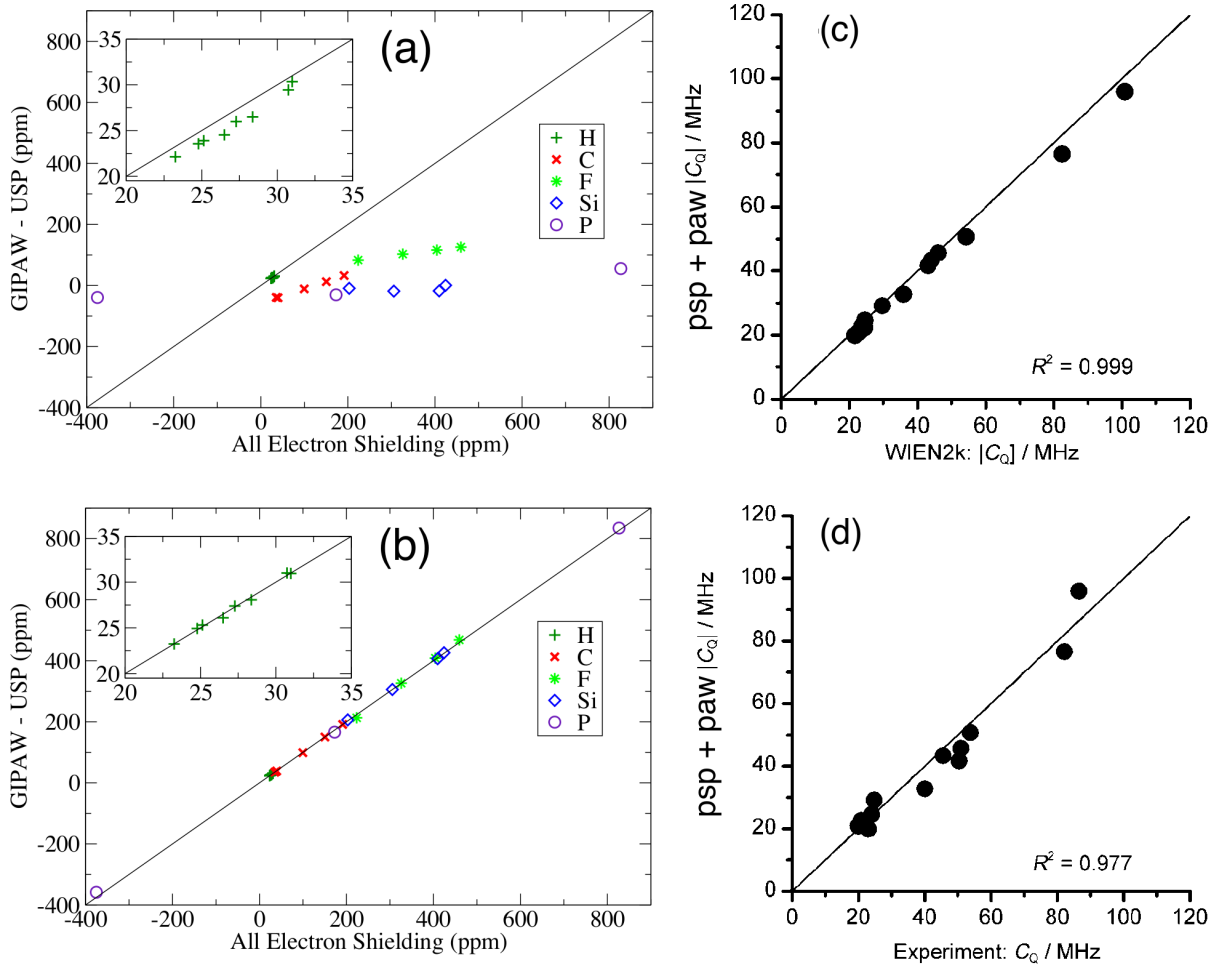 (a)
GIPAW - USP (ppm)
800
600
400
200
0
-200
-400
-400 -200 0 200 400 600 800
All Electron Shielding (ppm)
35
30
25
20
20 25 30 35
H
C
F
Si
P
(c)
psp + paw |C_Q| / MHz
120
100
80
60
40
20
0
0 20 40 60 80 100 120
R² = 0.999
WIEN2k: |C_Q| / MHz
(b)
GIPAW - USP (ppm)
800
600
400
200
0
-200
-400
-400 -200 0 200 400 600 800
All Electron Shielding (ppm)
35
30
25
20
20 25 30 35
H
C
F
Si
P
(d)
psp + paw |C_Q| / MHz
120
100
80
60
40
20
0
0 20 40 60 80 100 120
R² = 0.977
Experiment: C_Q / MHz